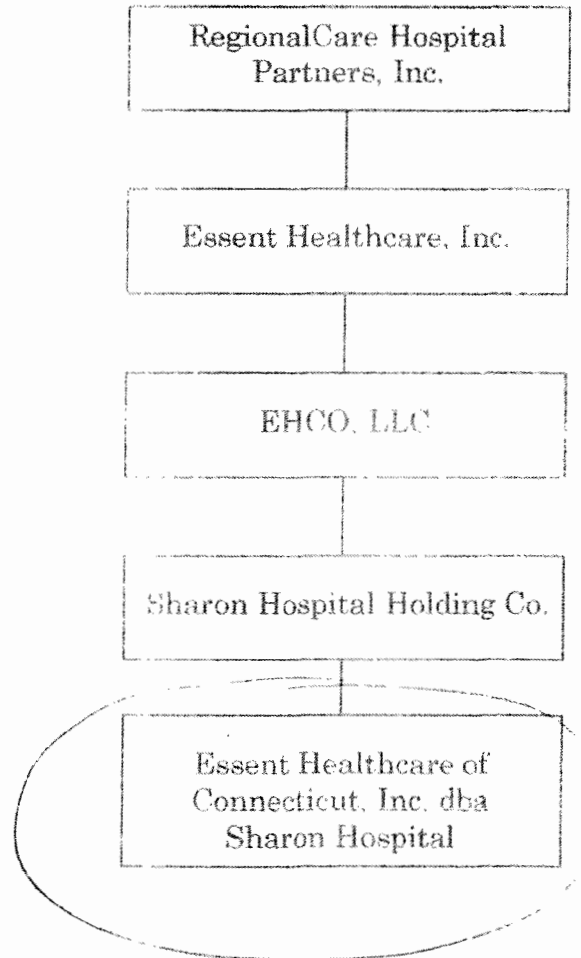 RegionalCare Hospital
Partners, Inc.
Essent Healthcare, Inc.
EHCO, LLC
Sharon Hospital Holding Co.
Essent Healthcare of
Connecticut, Inc. dba
Sharon Hospital